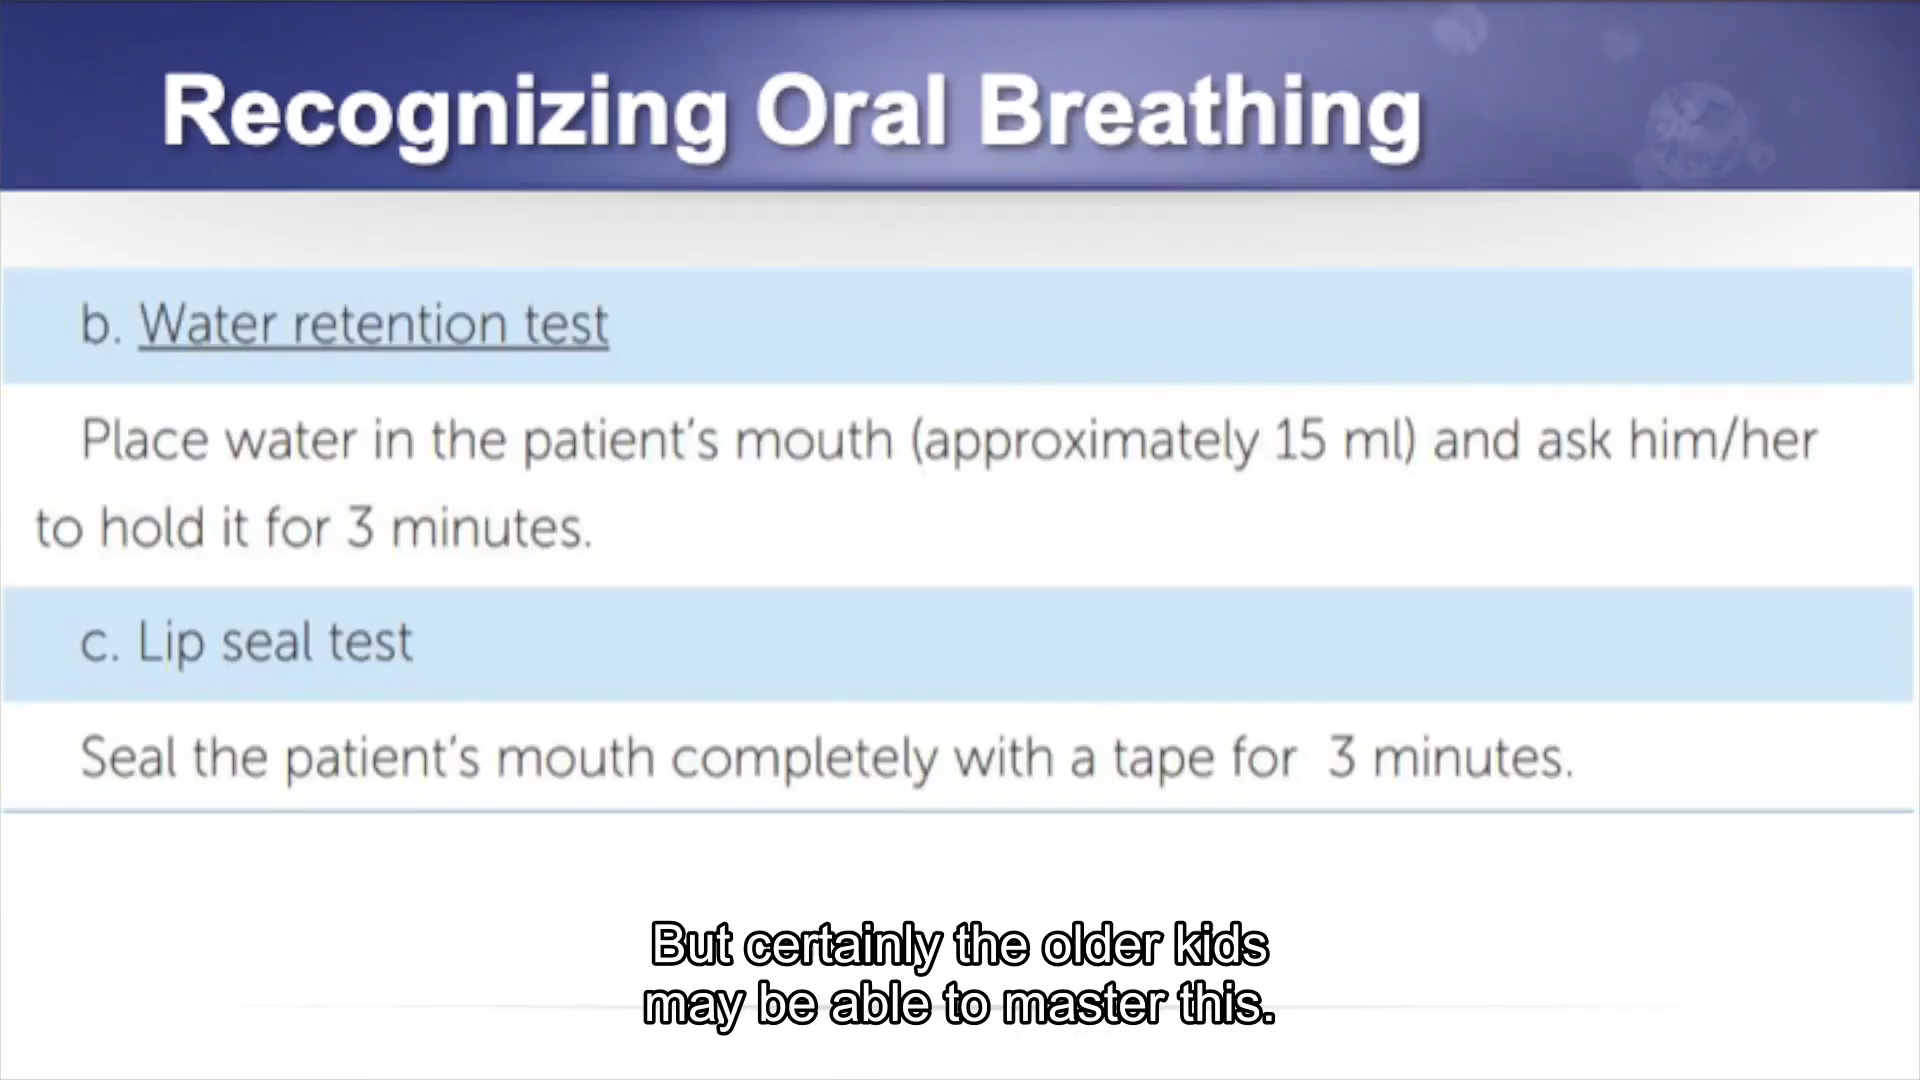 Recognizing Oral Breathing
b. Water retention test
Place water in the patient's mouth (approximately 15 ml) and ask him/her
to hold it for 3 minutes.
c. Lip seal test
Seal the patient's mouth completely with a tape for 3 minutes.
But certainly the older kids
may be able to master this.